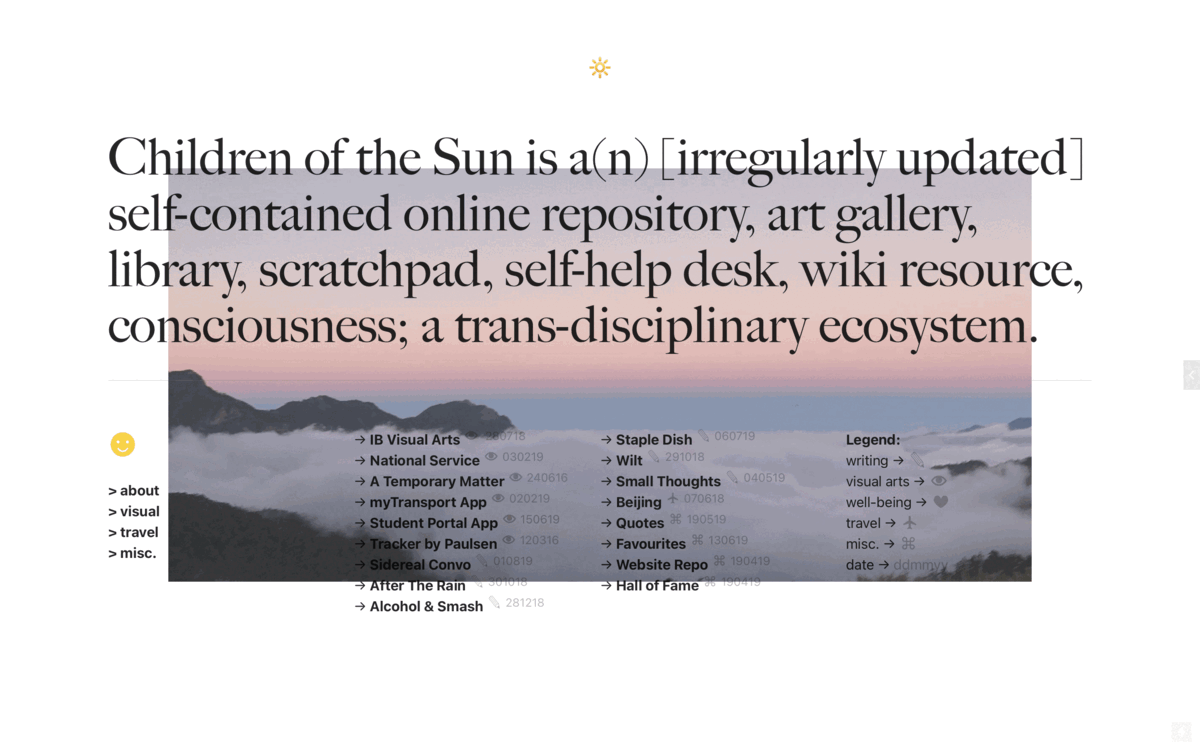 Children of the Sun is a(n) [irregularly updated]
self-contained online repository, art gallery,
library, scratchpad, self-help desk, wiki resource,
consciousness; a trans-disciplinary ecosystem.
> about
> visual
> travel
> misc.
→ IB Visual Arts 280718
→ National Service 030219
→ A Temporary Matter 240616
→ myTransport App 020219
→ Student Portal App 150619
→ Tracker by Paulsen 120316
→ Sidereal Convo 010819
→ After The Rain 301018
→ Alcohol & Smash 281218
→ Staple Dish 060719
→ Wilt 291018
→ Small Thoughts 040519
→ Beijing 070618
→ Quotes ⌘ 190519
→ Favourites ⌘ 130619
→ Website Repo ⌘ 190419
→ Hall of Fame ⌘ 190419
Legend:
writing →
visual arts →
well-being →
travel →
misc. → ⌘
date → ddmmyy